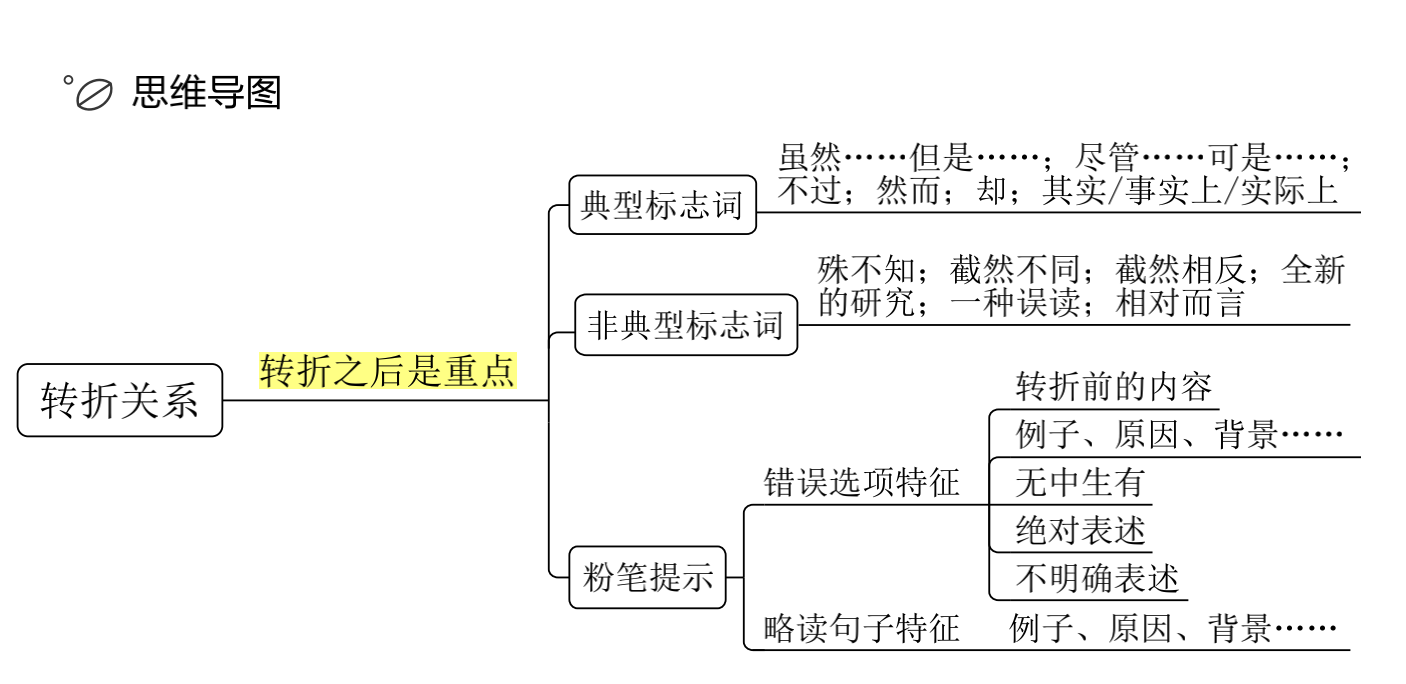 思维导图
虽然……但是……；尽管……可是……；
不过；然而；却；其实/事实上/实际上
典型标志词
殊不知；截然不同；截然相反；全新
的研究；一种误读；相对而言
非典型标志词
转折之后是重点
转折关系
转折前的内容
例子、原因、背景……
错误选项特征
无中生有
绝对表述
粉笔提示
不明确表述
略读句子特征
例子、原因、背景……